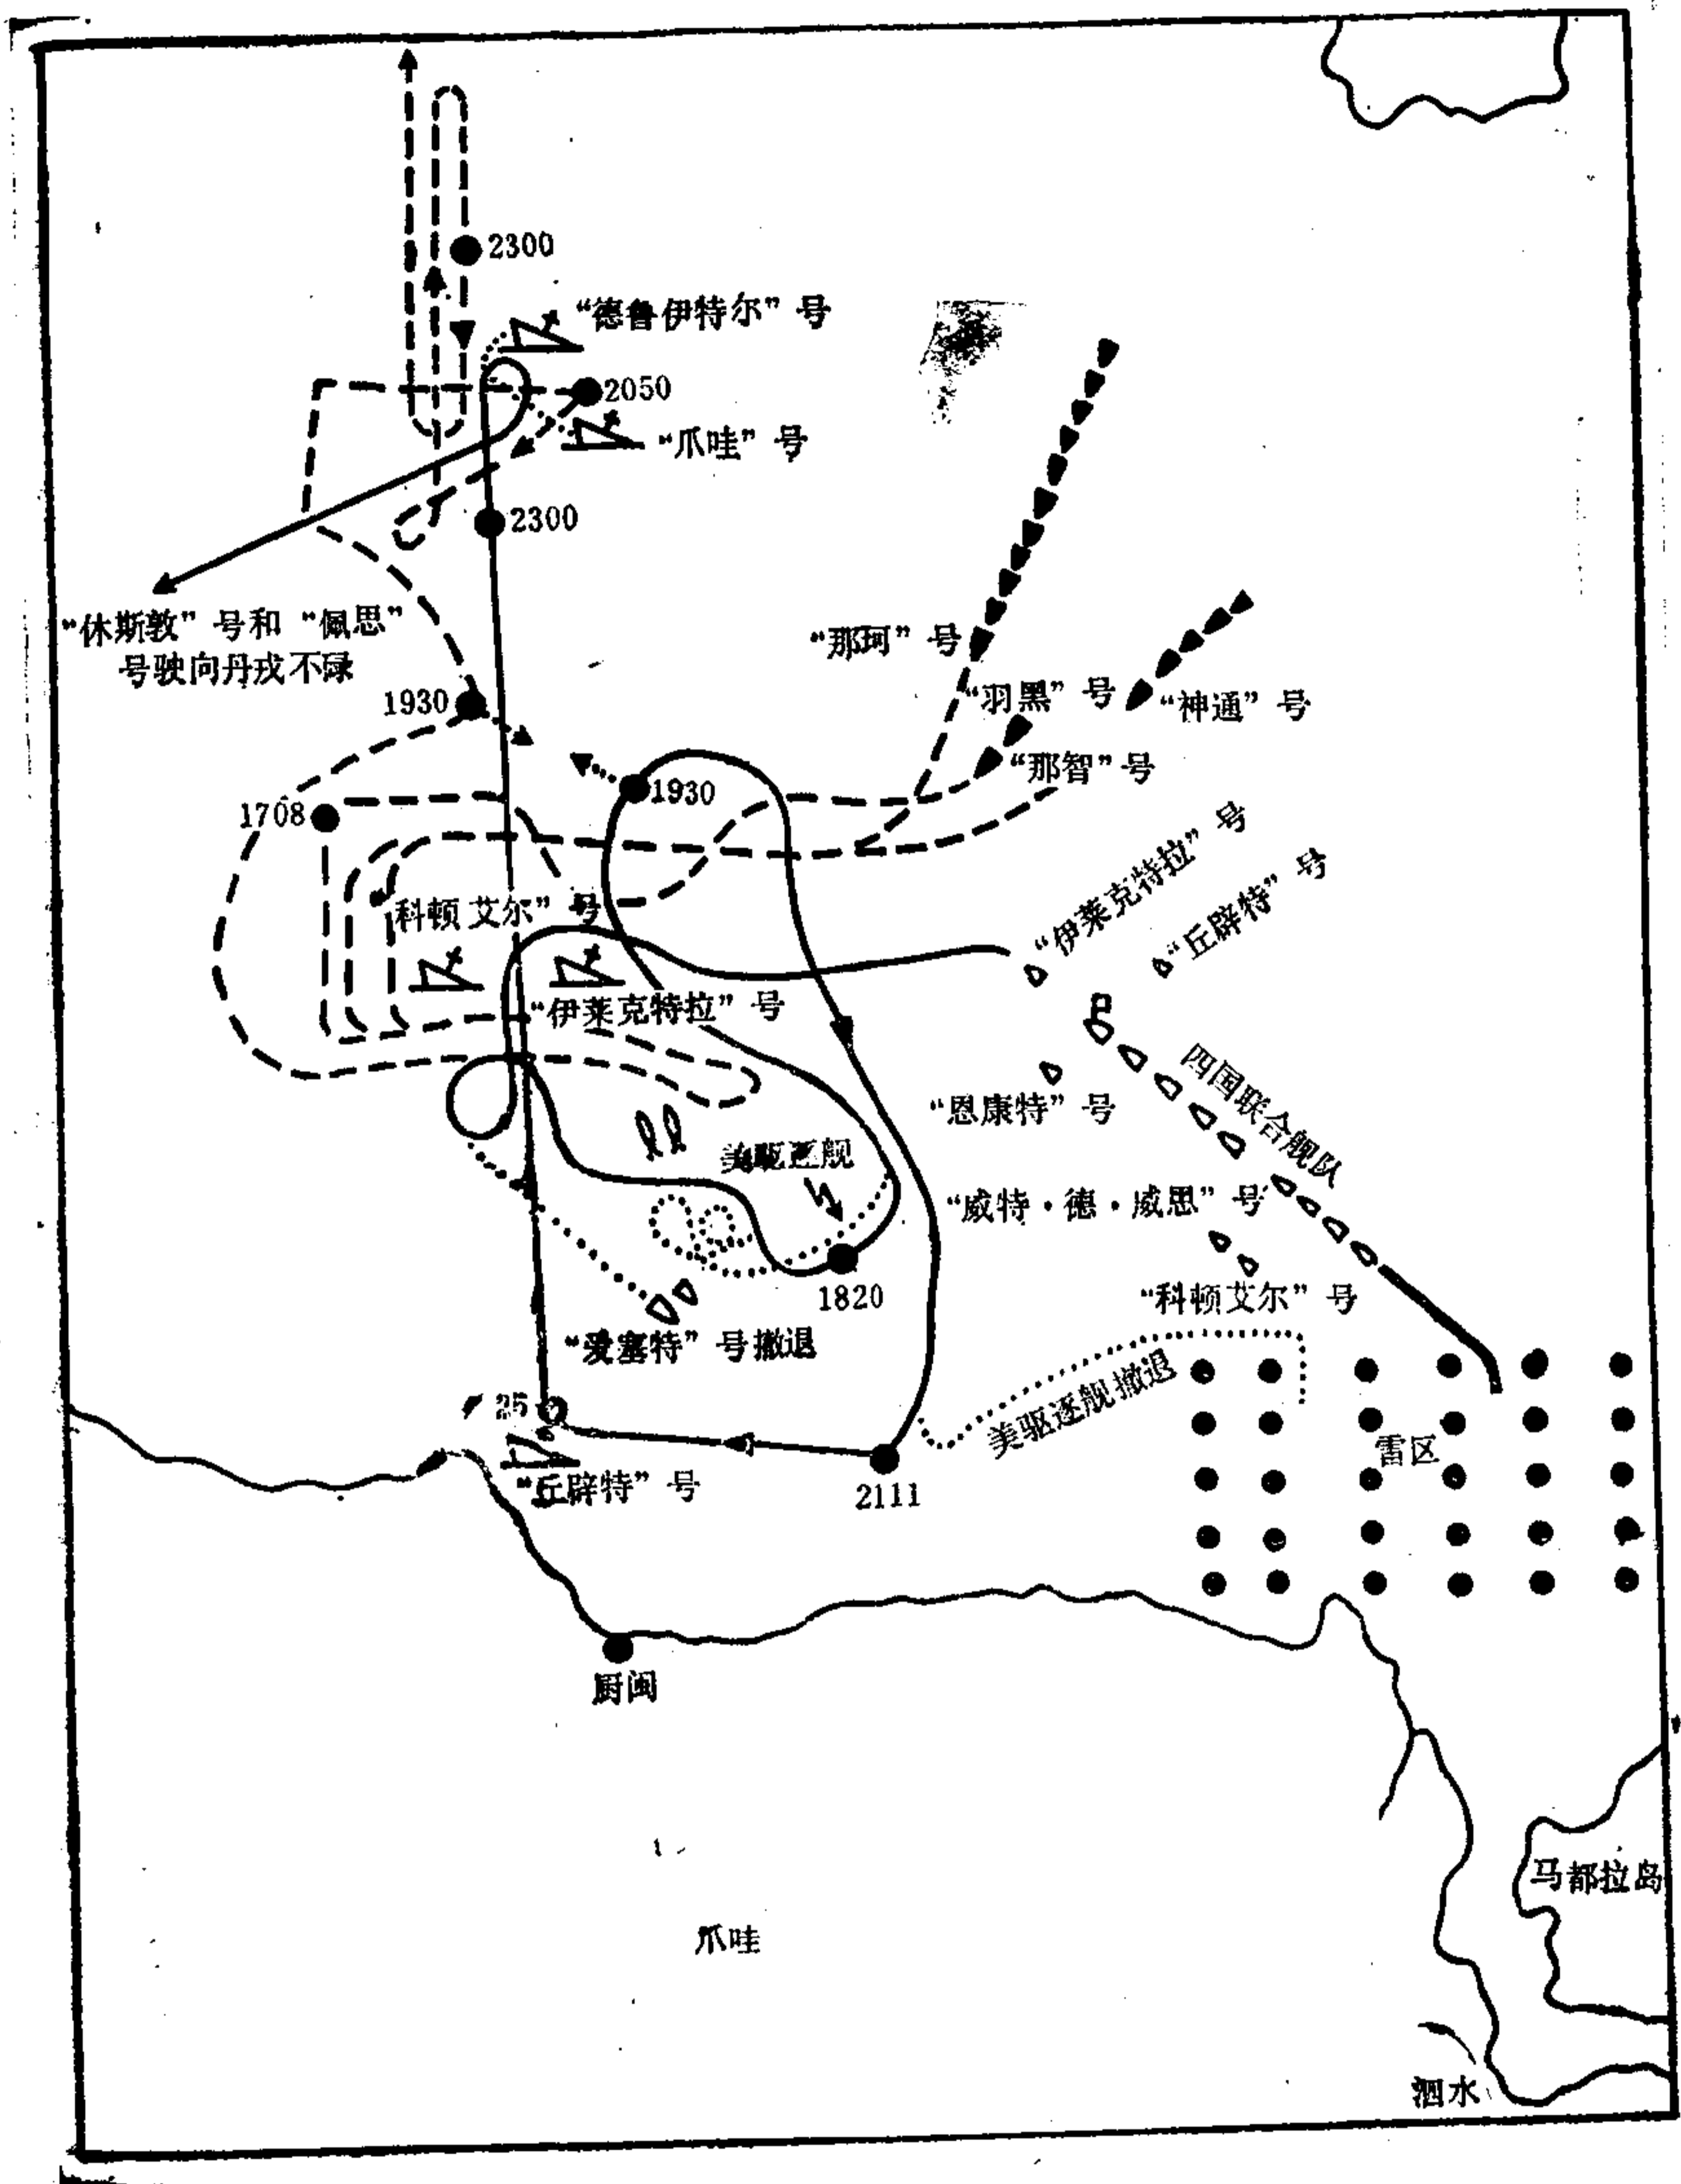 2300
“德鲁伊特尔”号
2050
“爪哇”号
2300
“休斯敦”号和“佩思”
号驶向丹戎不碌
“那珂”号
“羽黑”号
“神通”号
1930
“那智”号
1930
1708
“伊莱克特拉”号
“丘辟特”号
科顿艾尔”号
“伊莱克特拉”号
四国联合舰队
“恩康特”号
美驱逐舰
“威特·德·威思”号
1820
“科顿艾尔”号
“爱塞特”号撤退
美驱逐舰撤退
25
雷区
“丘辟特”号
2111
厨闽
马都拉岛
爪哇
泗水